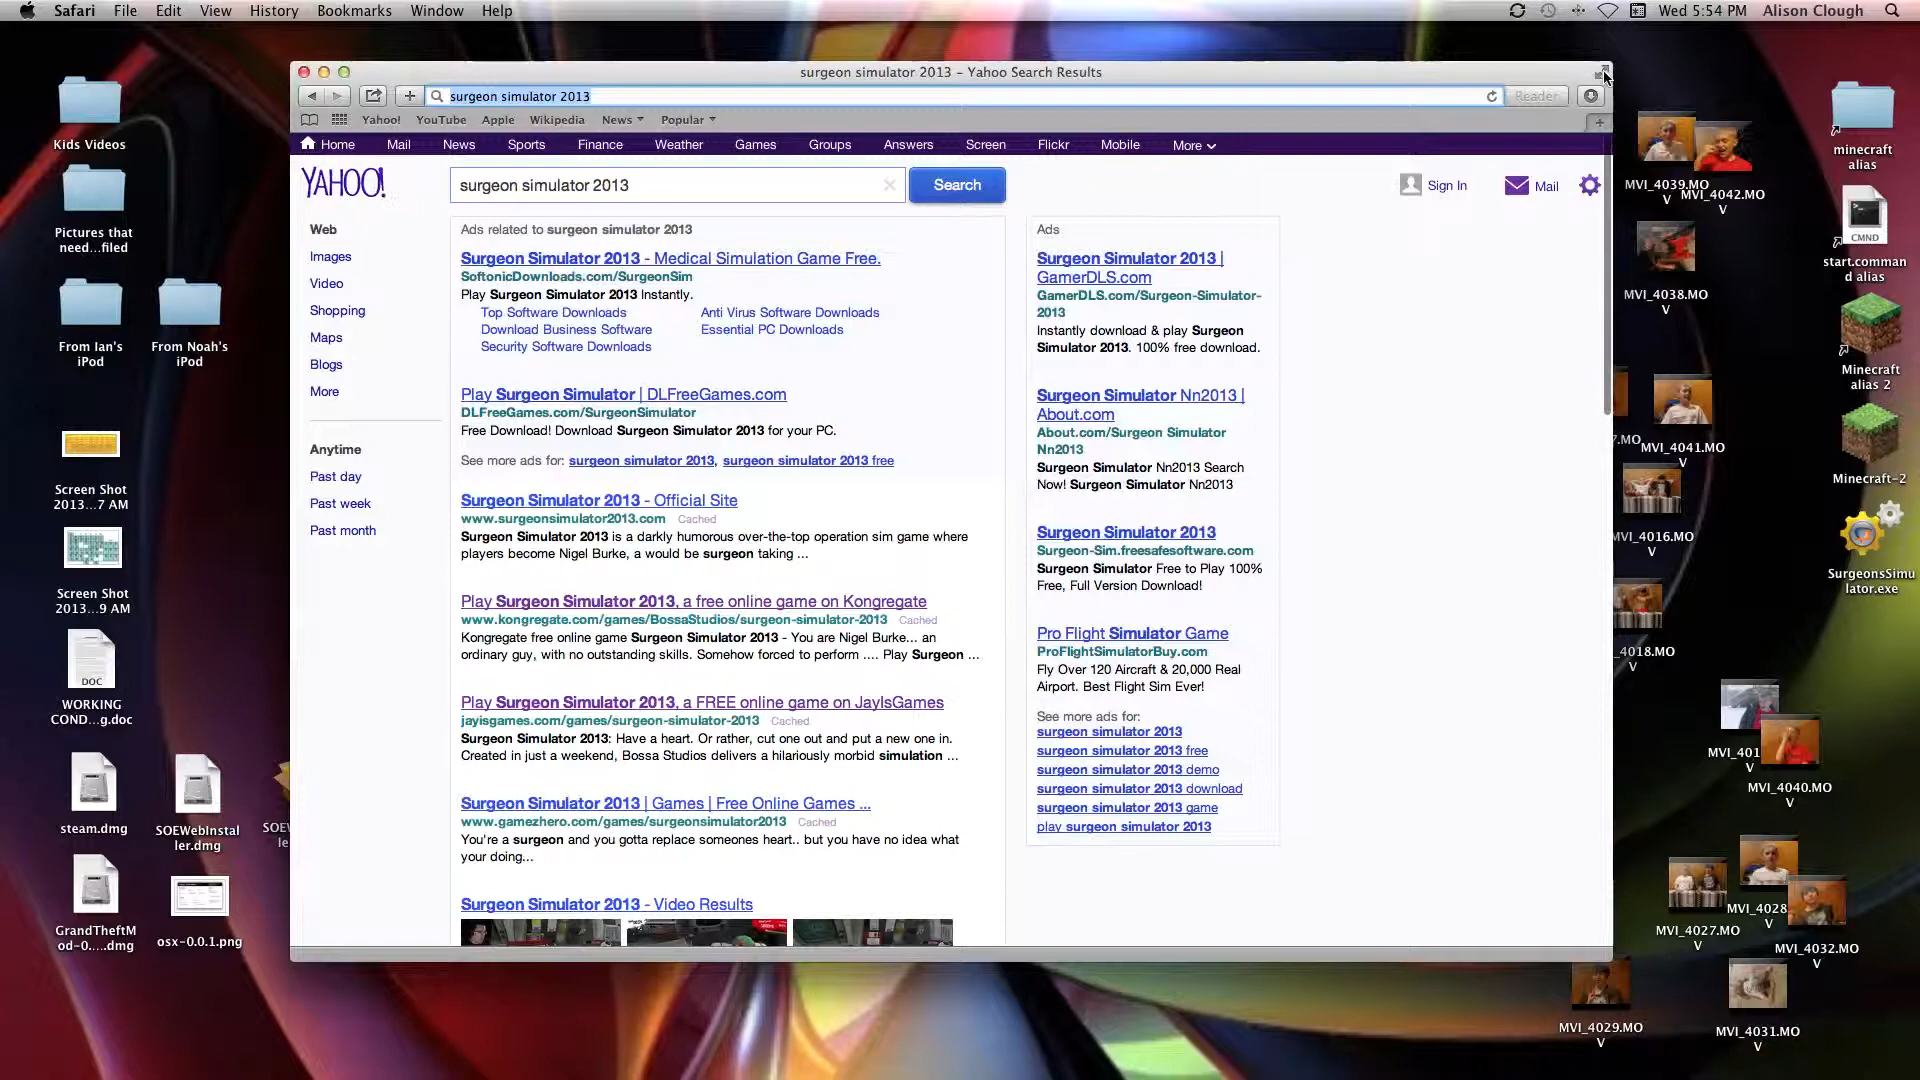 Safari File Edit View History Bookmarks Window Help
Wed 5:54 PM Alison Clough
surgeon simulator 2013 – Yahoo Search Results
surgeon simulator 2013
Reader
Yahoo! YouTube Apple Wikipedia News Popular
Home Mail News Sports Finance Weather Games Groups Answers Screen Flickr Mobile More
YAHOO!
surgeon simulator 2013
Search
Sign In
Mail
Web
Images
Video
Shopping
Maps
Blogs
More
Anytime
Past day
Past week
Past month
Ads related to surgeon simulator 2013
Surgeon Simulator 2013 - Medical Simulation Game Free.
SoftonicDownloads.com/SurgeonSim
Play Surgeon Simulator 2013 Instantly.
Top Software Downloads Anti Virus Software Downloads
Download Business Software Essential PC Downloads
Security Software Downloads
Play Surgeon Simulator | DLFreeGames.com
DLFreeGames.com/SurgeonSimulator
Free Download! Download Surgeon Simulator 2013 for your PC.
See more ads for: surgeon simulator 2013, surgeon simulator 2013 free
Surgeon Simulator 2013 - Official Site
www.surgeonsimulator2013.com Cached
Surgeon Simulator 2013 is a darkly humorous over-the-top operation sim game where
players become Nigel Burke, a would be surgeon taking ...
Play Surgeon Simulator 2013, a free online game on Kongregate
www.kongregate.com/games/BossaStudios/surgeon-simulator-2013 Cached
Kongregate free online game Surgeon Simulator 2013 - You are Nigel Burke... an
ordinary guy, with no outstanding skills. Somehow forced to perform .... Play Surgeon ...
Play Surgeon Simulator 2013, a FREE online game on JayIsGames
jayisgames.com/games/surgeon-simulator-2013 Cached
Surgeon Simulator 2013: Have a heart. Or rather, cut one out and put a new one in.
Created in just a weekend, Bossa Studios delivers a hilariously morbid simulation ...
Surgeon Simulator 2013 | Games | Free Online Games ...
www.gamezhero.com/games/surgeonsimulator2013 Cached
You're a surgeon and you gotta replace someones heart.. but you have no idea what
your doing...
Surgeon Simulator 2013 - Video Results
Ads
Surgeon Simulator 2013 |
GamerDLS.com
GamerDLS.com/Surgeon-Simulator-
2013
Instantly download & play Surgeon
Simulator 2013. 100% free download.
Surgeon Simulator Nn2013 |
About.com
About.com/Surgeon Simulator
Nn2013
Surgeon Simulator Nn2013 Search
Now! Surgeon Simulator Nn2013
Surgeon Simulator 2013
Surgeon-Sim.freesafesoftware.com
Surgeon Simulator Free to Play 100%
Free, Full Version Download!
Pro Flight Simulator Game
ProFlightSimulatorBuy.com
Fly Over 120 Aircraft & 20,000 Real
Airport. Best Flight Sim Ever!
See more ads for:
surgeon simulator 2013
surgeon simulator 2013 free
surgeon simulator 2013 demo
surgeon simulator 2013 download
surgeon simulator 2013 game
play surgeon simulator 2013
Kids Videos
Pictures that
need...filed
From Ian's
iPod
From Noah's
iPod
Screen Shot
2013...7 AM
Screen Shot
2013...9 AM
DOC
WORKING
COND...g.doc
steam.dmg
SOEWebInstal
ler.dmg
SOEW
le
GrandTheftM
od-0....dmg
osx-0.0.1.png
MVI_4039.MO
V
MVI_4042.MO
V
MVI_4038.MO
V
7.MO
V
MVI_4041.MO
V
MVI_4016.MO
V
_4018.MO
V
MVI_401
V
MVI_4040.MO
V
MVI_4028
V
MVI_4027.MO
V
MVI_4032.MO
V
MVI_4029.MO
V
MVI_4031.MO
V
minecraft
alias
CMND
start.comman
d alias
Minecraft
alias 2
Minecraft-2
SurgeonsSimu
lator.exe